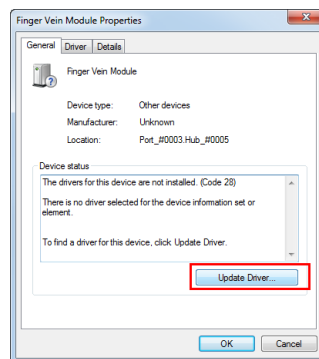 Finger Vein Module Properties
General Driver Details
Finger Vein Module
Device type: Other devices
Manufacturer: Unknown
Location: Port_#0003.Hub_#0005
Device status
The drivers for this device are not installed. (Code 28)
There is no driver selected for the device information set or
element.
To find a driver for this device, click Update Driver.
Update Driver...
OK Cancel